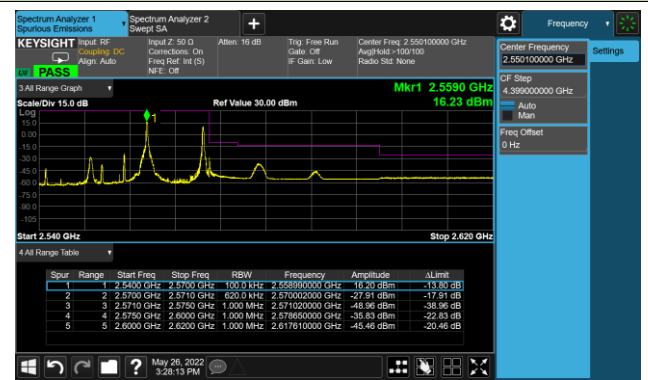 Spectrum Analyzer 1
Spurious Emissions
Spectrum Analyzer 2
Swept SA
Frequency
KEYSIGHT
Input: RF
Coupling: DC
Align: Auto
Input Z: 50 Ω
Corrections: On
Freq Ref: Int (S)
NFE: Off
Atten: 16 dB
Trig: Free Run
Gate: Off
IF Gain: Low
Center Freq: 2.550100000 GHz
Avg|Hold:>100/100
Radio Std: None
PASS
Center Frequency
2.550100000 GHz
Settings
CF Step
4.399000000 GHz
Auto
Man
Freq Offset
0 Hz
3 All Range Graph
Mkr1 2.5590 GHz
Scale/Div 15.0 dB
Ref Value 30.00 dBm
16.23 dBm
Log
15.0
0.00
-15.0
-30.0
-45.0
-60.0
-75.0
-90.0
-105
1
Start 2.540 GHz
Stop 2.620 GHz
4 All Range Table
Spur Range Start Freq Stop Freq RBW Frequency Amplitude ΔLimit
1 1 2.5400 GHz 2.5700 GHz 100.0 kHz 2.558990000 GHz 16.20 dBm -13.80 dB
2 2 2.5700 GHz 2.5710 GHz 620.0 kHz 2.570002000 GHz -27.91 dBm -17.91 dB
3 3 2.5710 GHz 2.5750 GHz 1.000 MHz 2.571020000 GHz -48.96 dBm -38.96 dB
4 4 2.5750 GHz 2.6000 GHz 1.000 MHz 2.578650000 GHz -35.83 dBm -22.83 dB
5 5 2.6000 GHz 2.6200 GHz 1.000 MHz 2.617610000 GHz -45.46 dBm -20.46 dB
May 26, 2022
3:28:13 PM